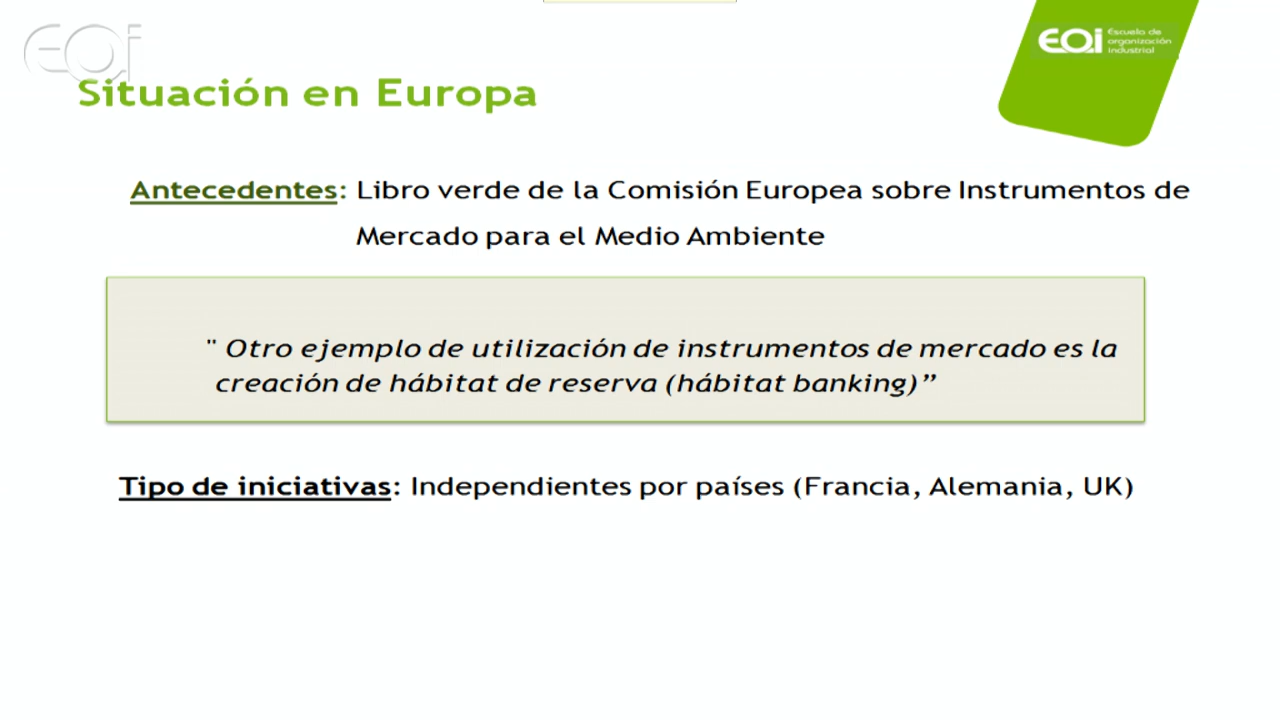 EOI
EOI Escuela de
organización
industrial
Situación en Europa
Antecedentes: Libro verde de la Comisión Europea sobre Instrumentos de
Mercado para el Medio Ambiente
" Otro ejemplo de utilización de instrumentos de mercado es la
creación de hábitat de reserva (hábitat banking)”
Tipo de iniciativas: Independientes por países (Francia, Alemania, UK)